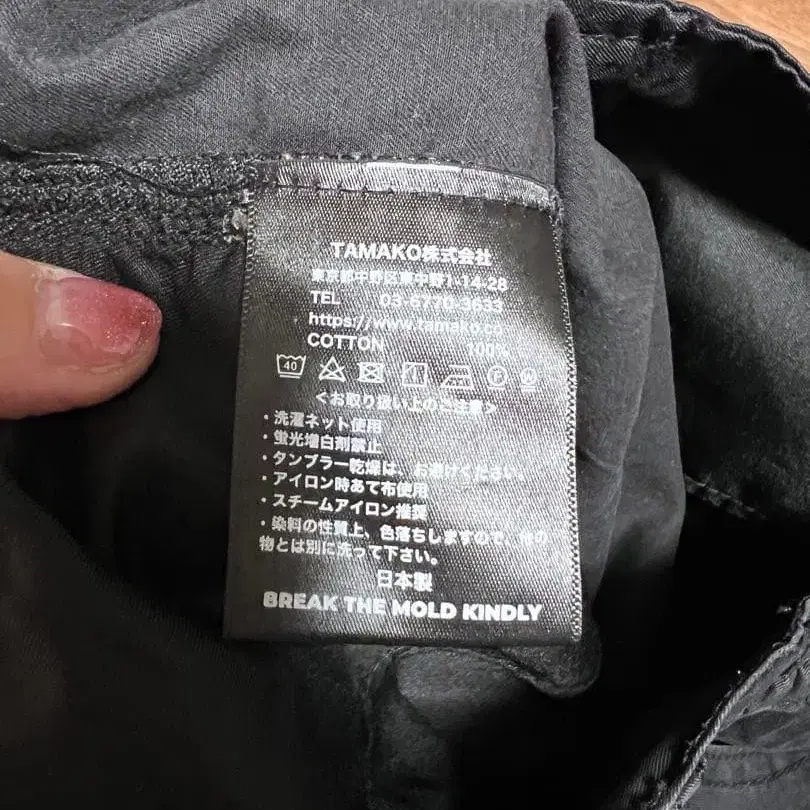 TAMAKO株式会社
東京都中野区東中野1-14-28
TEL 03-6770-3633
https://www.tamako.co
COTTON 100%
40
<お取り扱い上のご注意>
・洗濯ネット使用
・蛍光増白剤禁止
・タンブラー乾燥は、お避けください。
・アイロン時あて布使用
・スチームアイロン推奨
・染料の性質上、色落ちしますので、他の
物とは別に洗って下さい。
日本製
BREAK THE MOLD KINDLY